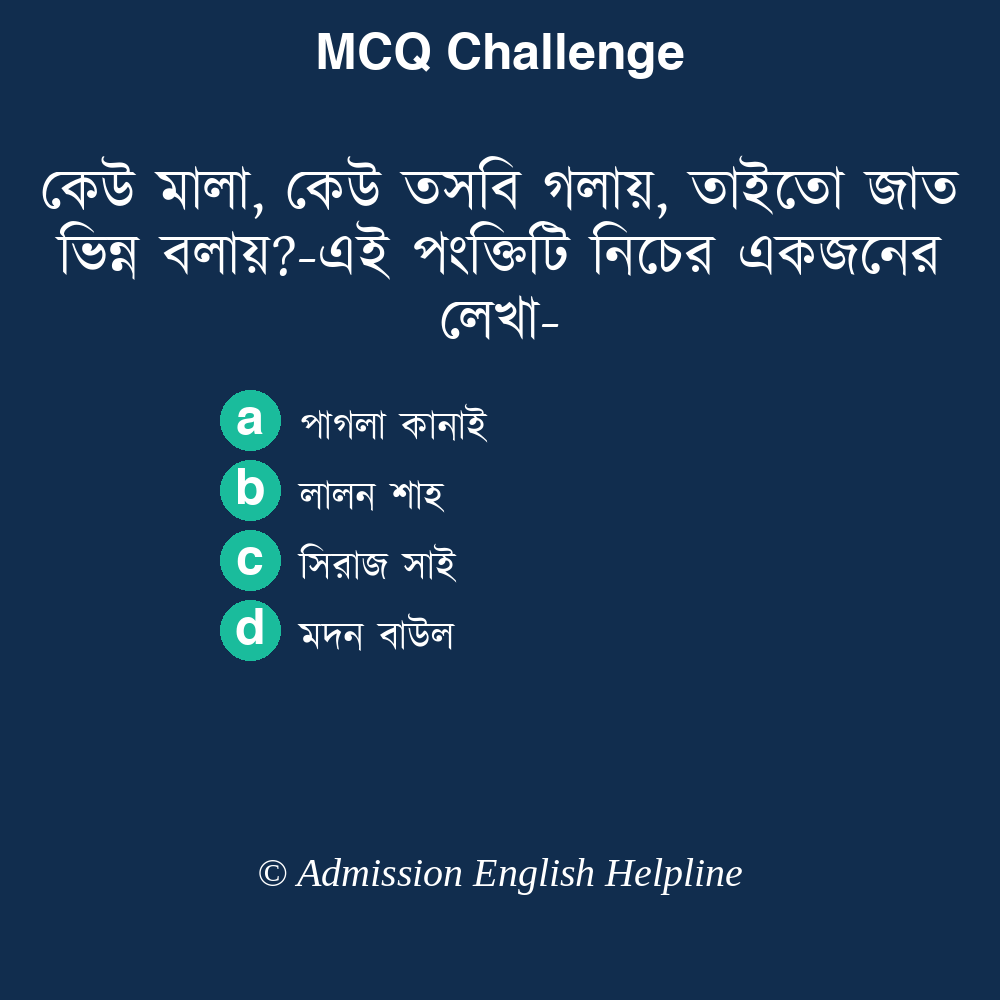 MCQ Challenge
কেউ মালা, কেউ তসবি গলায়, তাইতো জাত
ভিন্ন বলায়?-এই পংক্তিটি নিচের একজনের
লেখা-
a পাগলা কানাই
b লালন শাহ
c সিরাজ সাই
d মদন বাউল
© Admission English Helpline